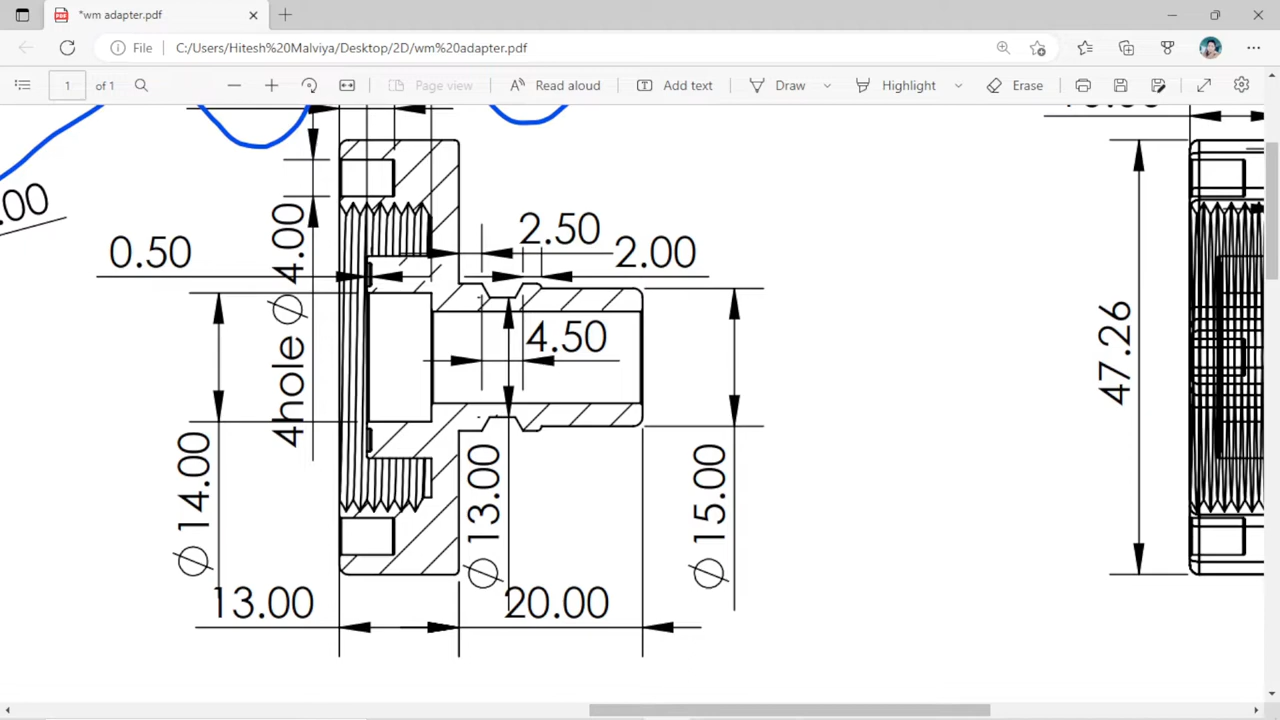 *wm adapter.pdf
File
C:/Users/Hitesh%20Malviya/Desktop/2D/wm%20adapter.pdf
1
of 1
Page view
Read aloud
Add text
Draw
Highlight
Erase
.00
0.50
4hole ∅ 4.00
2.50
2.00
4.50
∅ 14.00
∅ 13.00
∅ 15.00
13.00
20.00
47.26